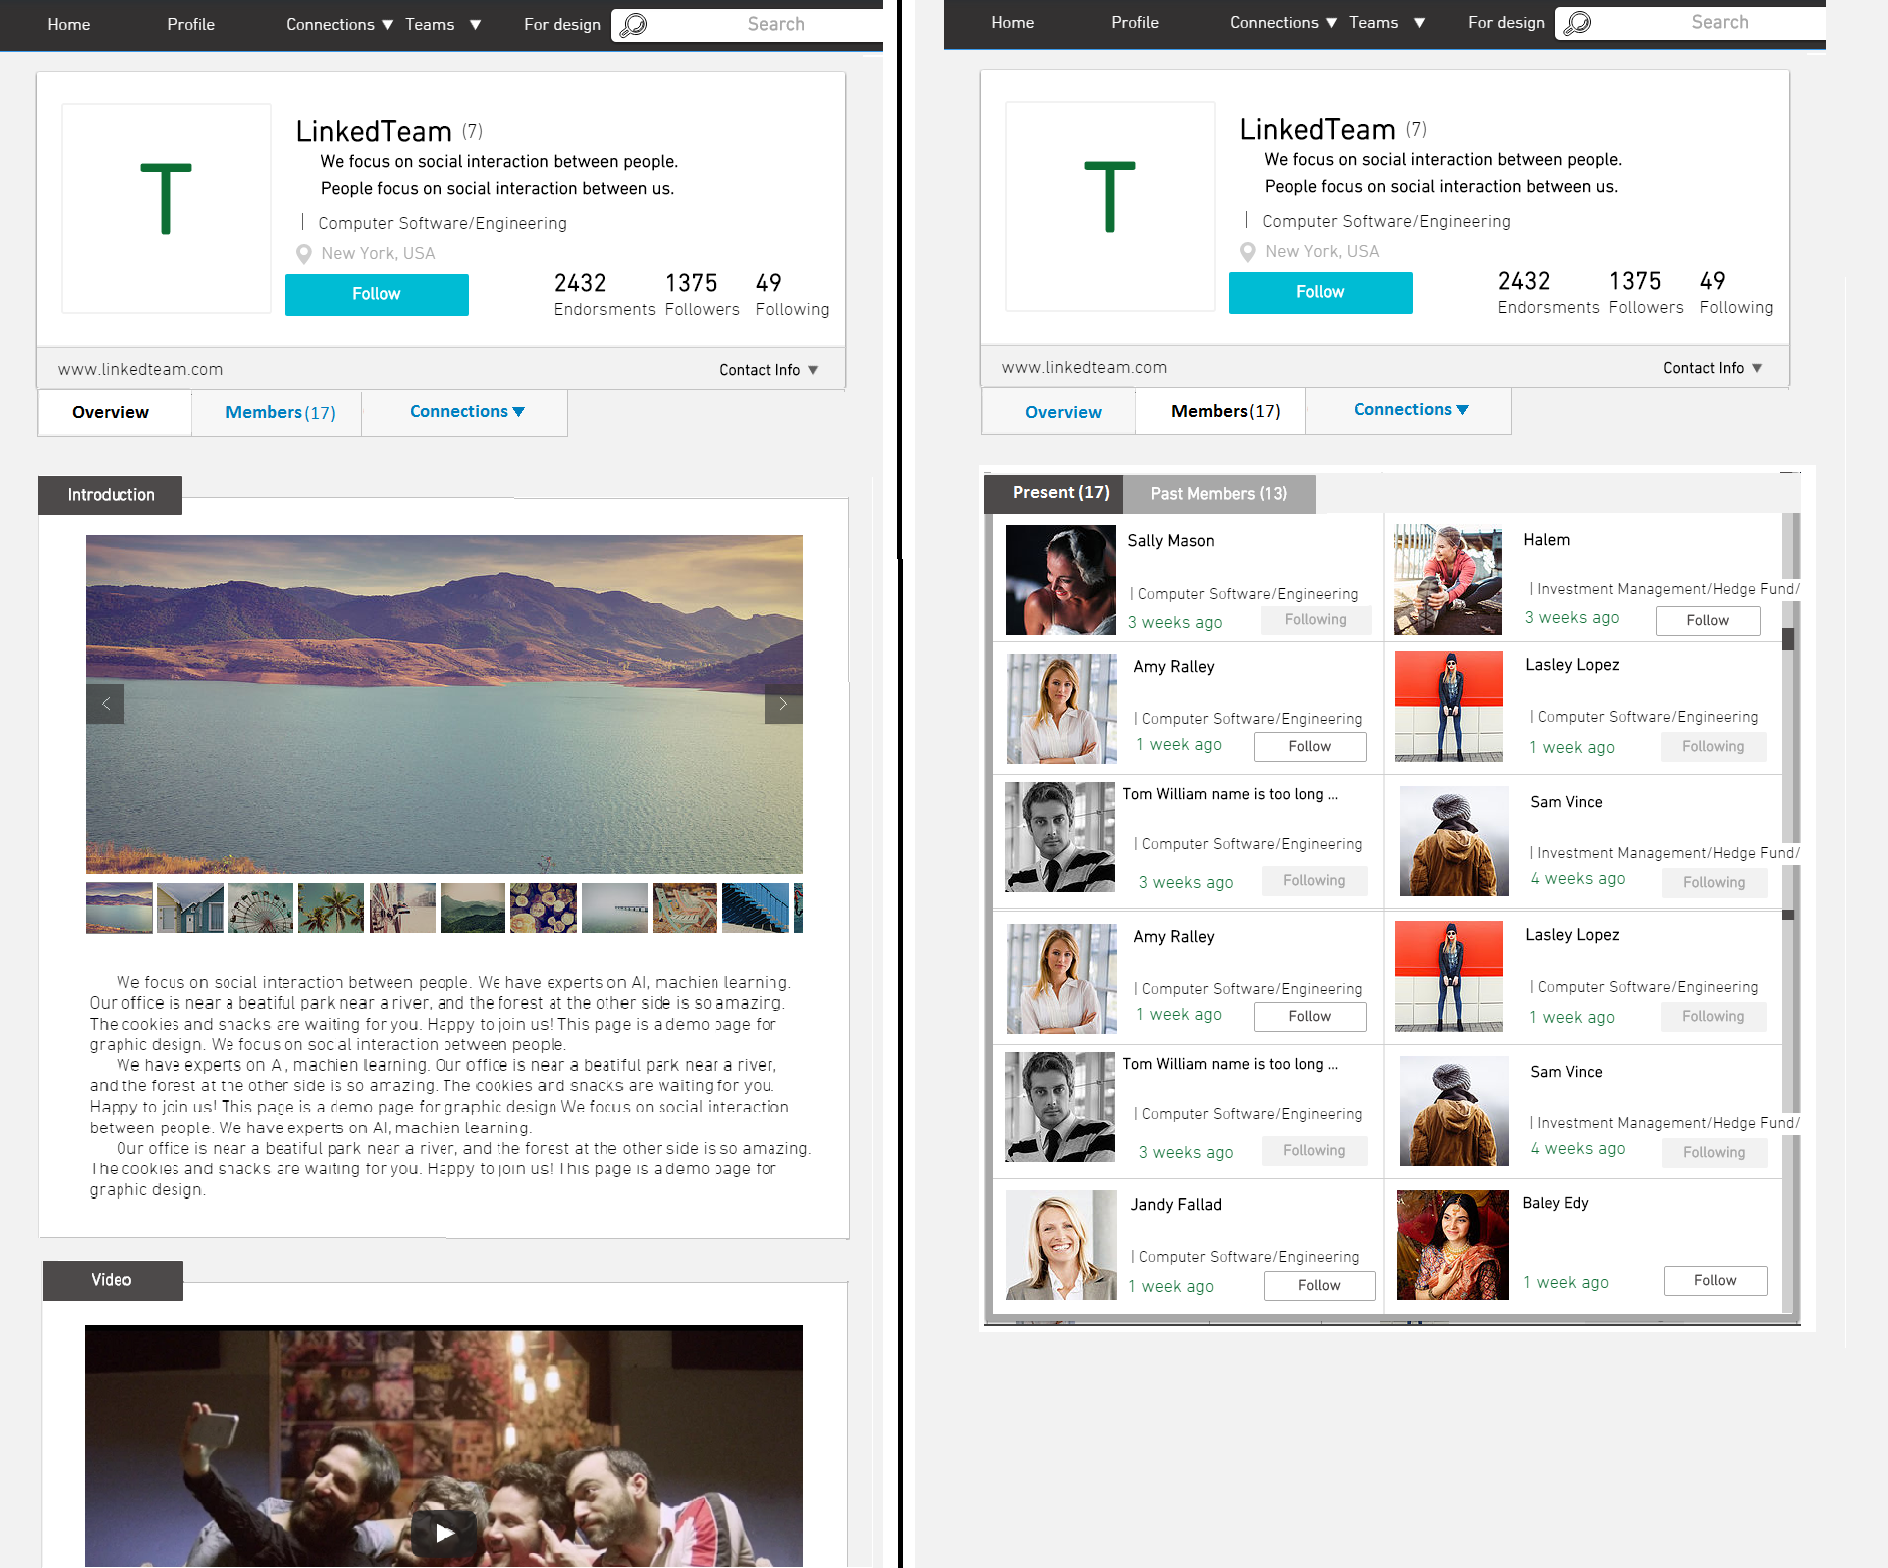 Home Profile Connections ▼ Teams ▼ For design Search
T
LinkedTeam (7)
We focus on social interaction between people.
People focus on social interaction between us.
| Computer Software/Engineering
New York, USA
Follow
2432 1375 49
Endorsments Followers Following
www.linkedteam.com Contact Info ▼
Overview Members(17) Connections ▼
Introduction
We focus on social interaction between people. We have experts on AI, machien learning.
Our office is near a beatiful park near a river, and the forest at the other side is so amazing.
The cookies and snacks are waiting for you. Happy to join us! This page is a demo page for
graphic design. We focus on social interaction between people.
We have experts on AI, machien learning. Our office is near a beatiful park near a river,
and the forest at the other side is so amazing. The cookies and snacks are waiting for you.
Happy to join us! This page is a demo page for graphic design We focus on social interaction
between people. We have experts on AI, machien learning.
Our office is near a beatiful park near a river, and the forest at the other side is so amazing.
The cookies and snacks are waiting for you. Happy to join us! This page is a demo page for
graphic design.
Video
Home Profile Connections ▼ Teams ▼ For design Search
T
LinkedTeam (7)
We focus on social interaction between people.
People focus on social interaction between us.
| Computer Software/Engineering
New York, USA
Follow
2432 1375 49
Endorsments Followers Following
www.linkedteam.com Contact Info ▼
Overview Members(17) Connections ▼
Present (17) Past Members (13)
Sally Mason
| Computer Software/Engineering
3 weeks ago Following
Halem
| Investment Management/Hedge Fund/
3 weeks ago Follow
Amy Ralley
| Computer Software/Engineering
1 week ago Follow
Lasley Lopez
| Computer Software/Engineering
1 week ago Following
Tom William name is too long ...
| Computer Software/Engineering
3 weeks ago Following
Sam Vince
| Investment Management/Hedge Fund/
4 weeks ago Following
Amy Ralley
| Computer Software/Engineering
1 week ago Follow
Lasley Lopez
| Computer Software/Engineering
1 week ago Following
Tom William name is too long ...
| Computer Software/Engineering
3 weeks ago Following
Sam Vince
| Investment Management/Hedge Fund/
4 weeks ago Following
Jandy Fallad
| Computer Software/Engineering
1 week ago Follow
Baley Edy
1 week ago Follow